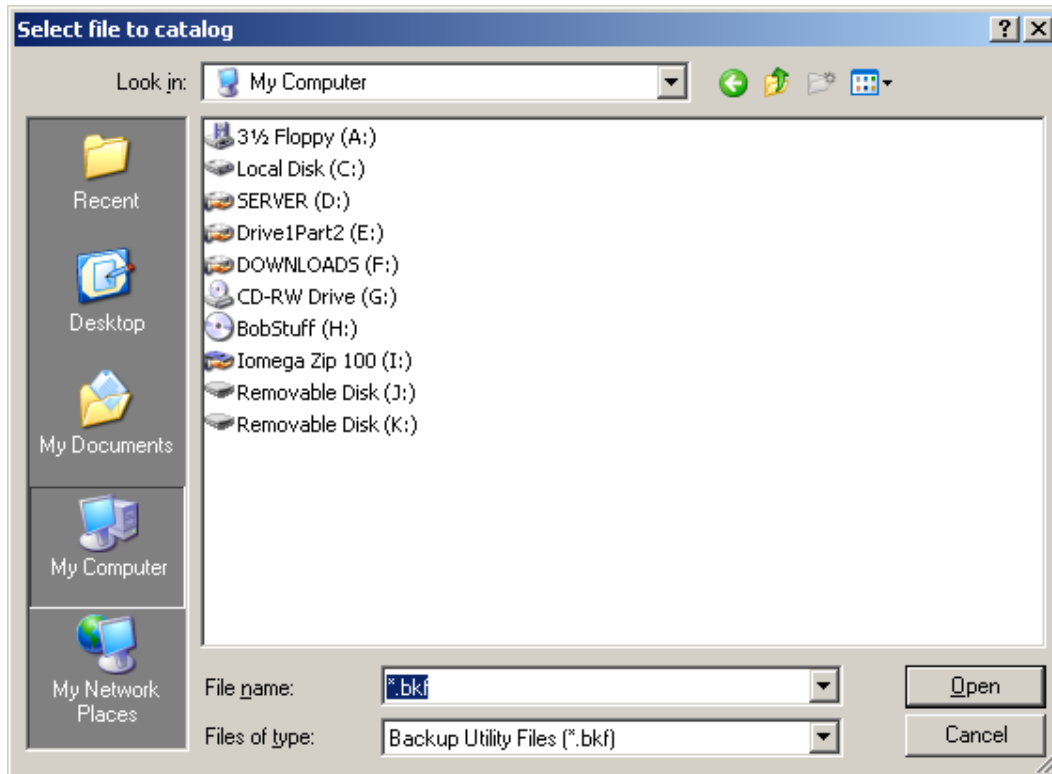 Select file to catalog
Look in:
My Computer
3½ Floppy (A:)
Local Disk (C:)
SERVER (D:)
Drive1Part2 (E:)
DOWNLOADS (F:)
CD-RW Drive (G:)
BobStuff (H:)
Iomega Zip 100 (I:)
Removable Disk (J:)
Removable Disk (K:)
Recent
Desktop
My Documents
My Computer
My Network
Places
File name:
*.bkf
Open
Files of type:
Backup Utility Files (*.bkf)
Cancel